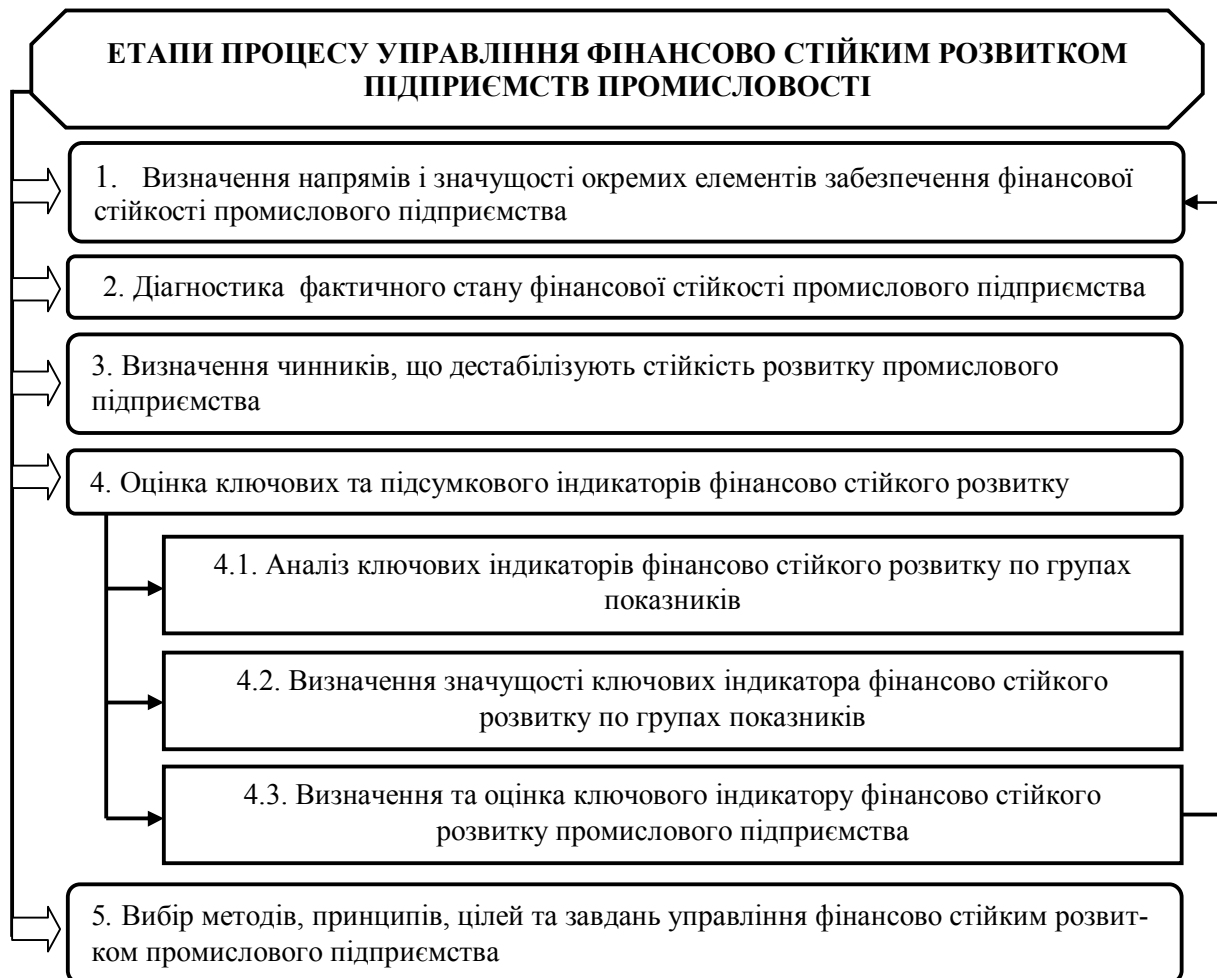 ЕТАПИ ПРОЦЕСУ УПРАВЛІННЯ ФІНАНСОВО СТІЙКИМ РОЗВИТКОМ
ПІДПРИЄМСТВ ПРОМИСЛОВОСТІ
1. Визначення напрямів і значущості окремих елементів забезпечення фінансової
стійкості промислового підприємства
2. Діагностика фактичного стану фінансової стійкості промислового підприємства
3. Визначення чинників, що дестабілізують стійкість розвитку промислового
підприємства
4. Оцінка ключових та підсумкового індикаторів фінансово стійкого розвитку
4.1. Аналіз ключових індикаторів фінансово стійкого розвитку по групах
показників
4.2. Визначення значущості ключових індикатора фінансово стійкого
розвитку по групах показників
4.3. Визначення та оцінка ключового індикатору фінансово стійкого
розвитку промислового підприємства
5. Вибір методів, принципів, цілей та завдань управління фінансово стійким розвит-
ком промислового підприємства